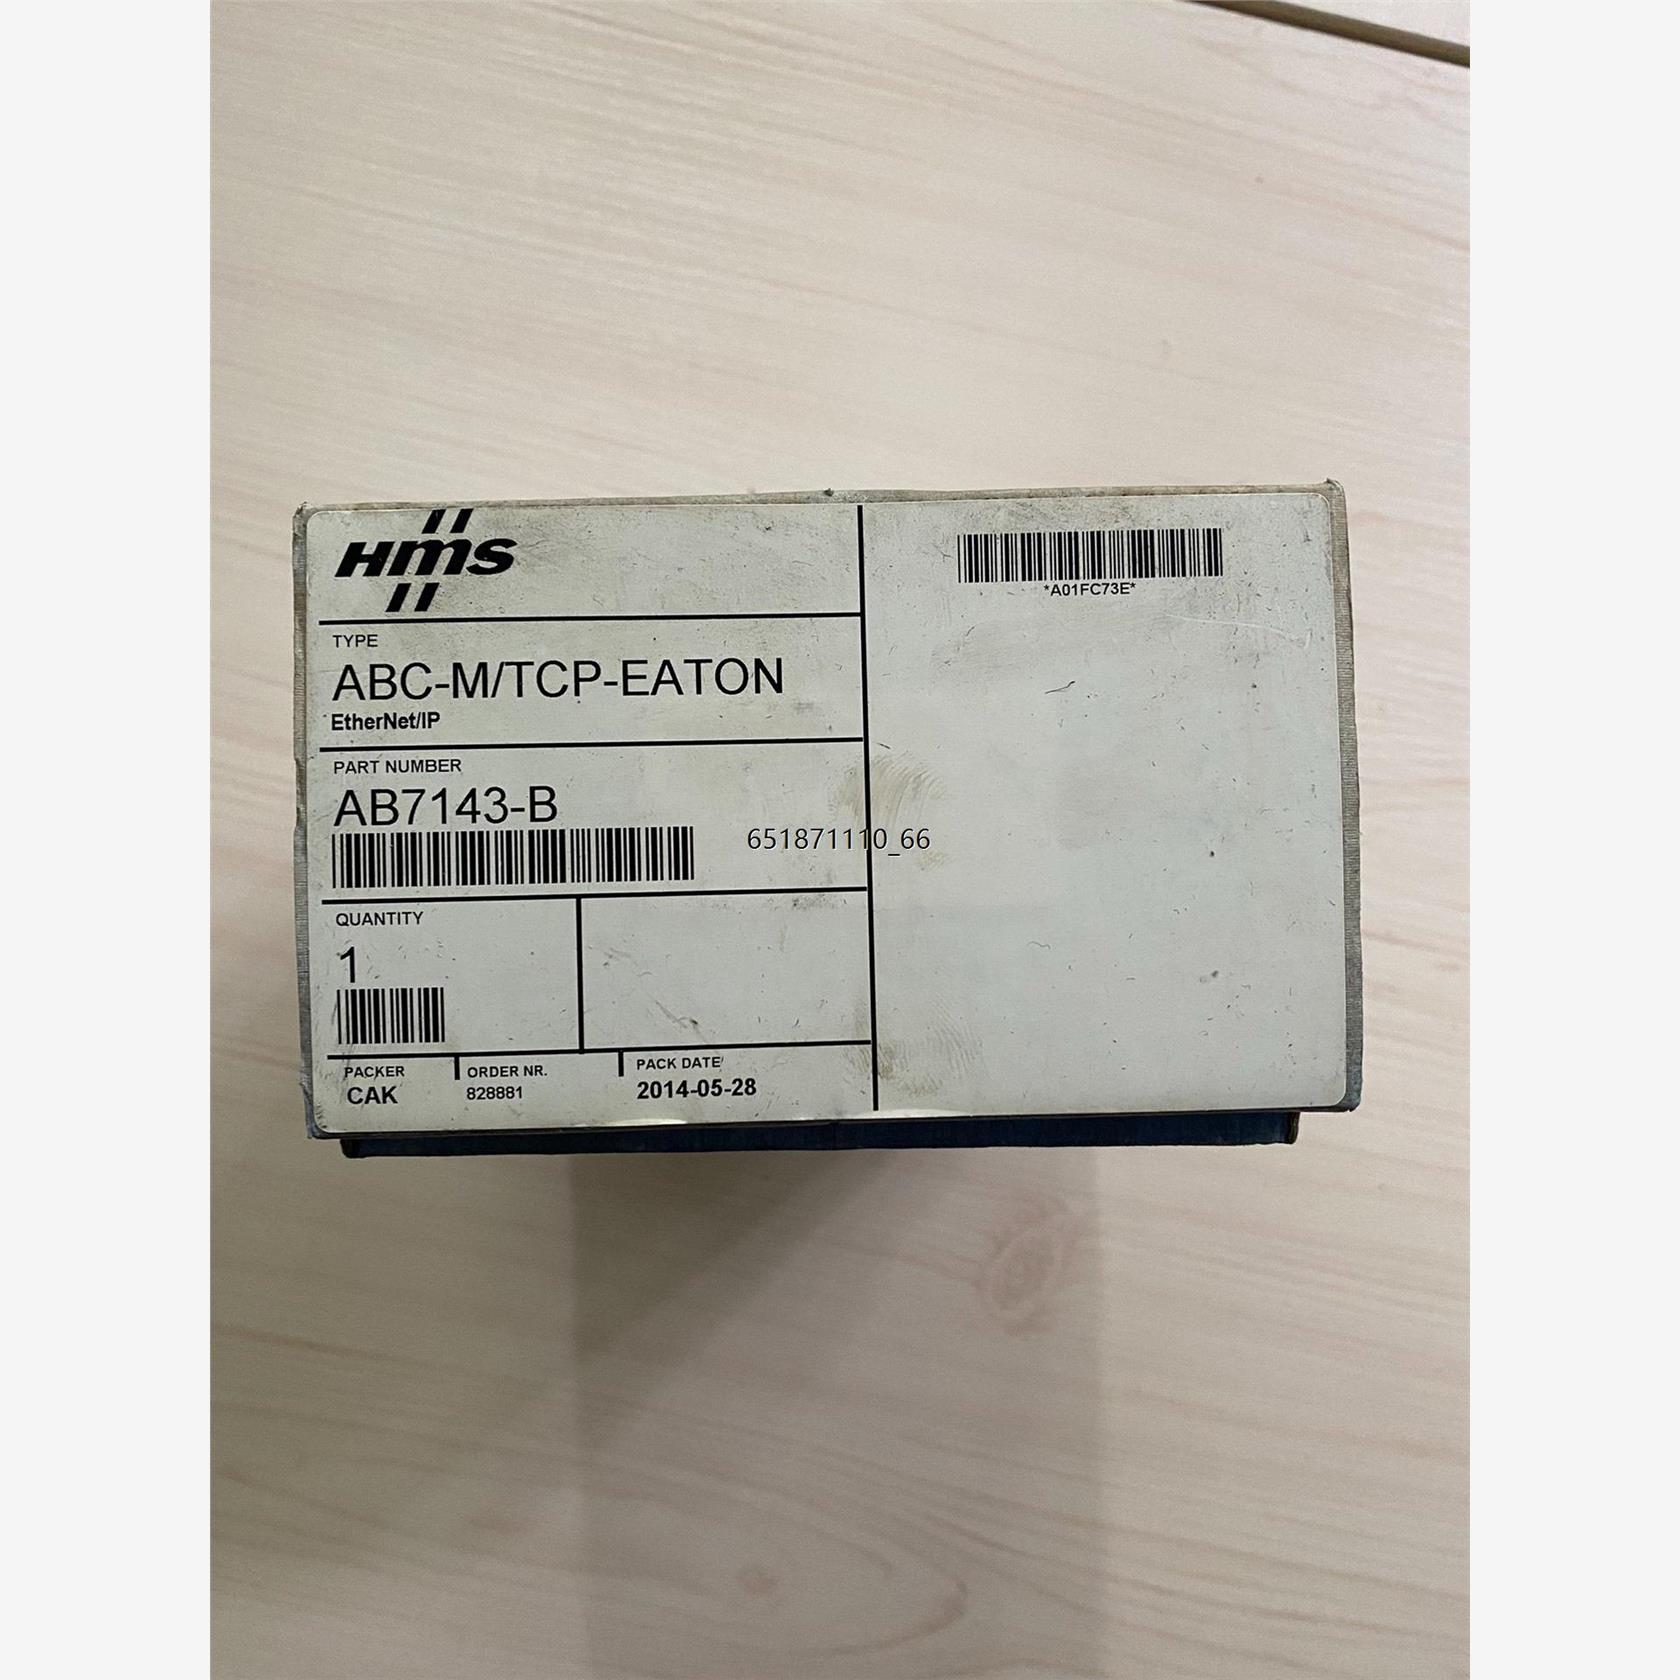 HMS
*A01FC73E*
TYPE
ABC-M/TCP-EATON
EtherNet/IP
PART NUMBER
AB7143-B
651871110_66
QUANTITY
1
PACKER
CAK
ORDER NR.
828881
PACK DATE
2014-05-28